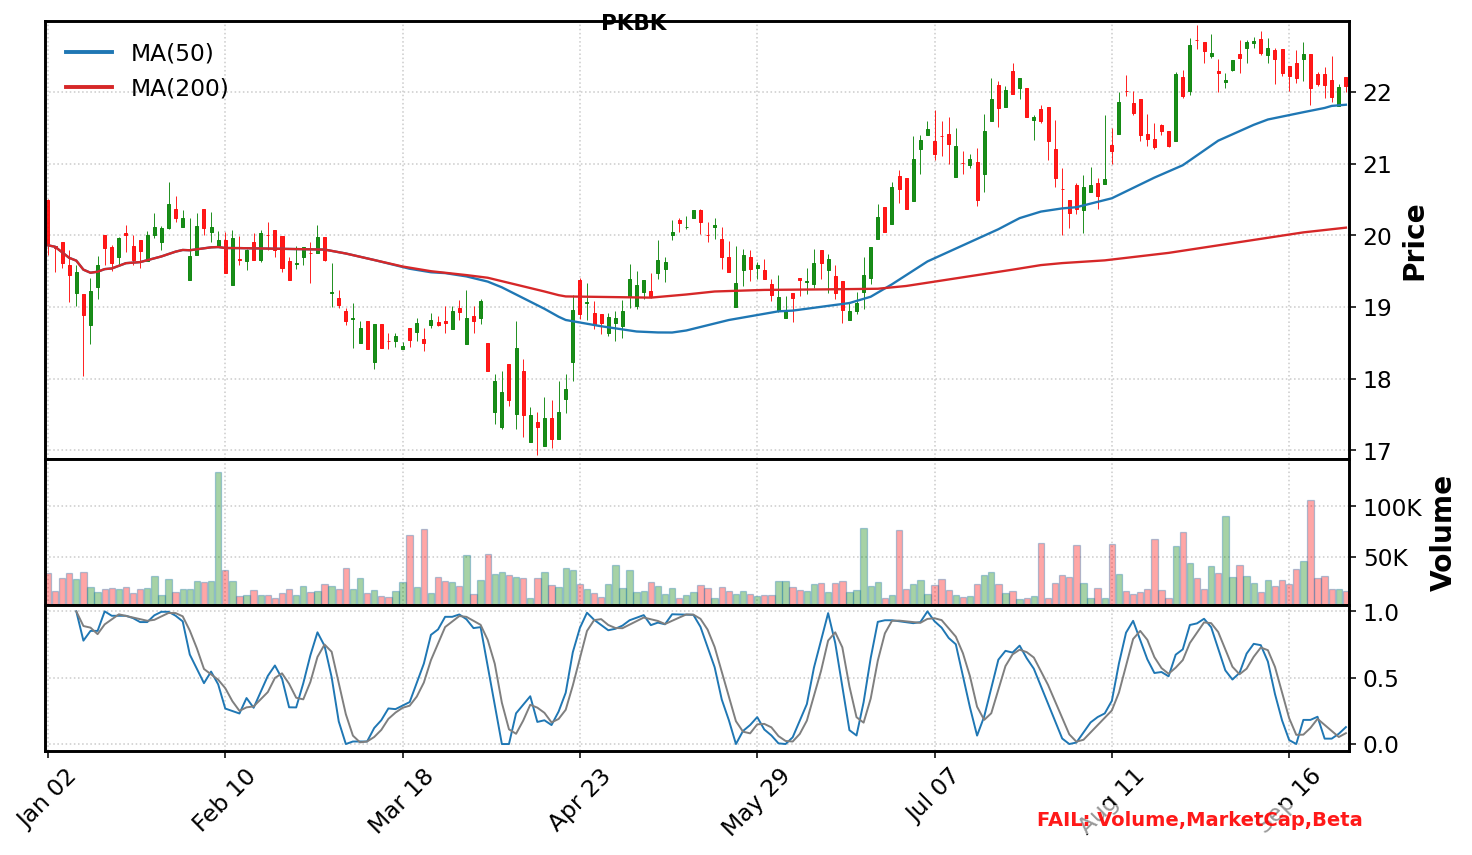 PKBK
MA(50)
MA(200)
22
21
20
19
18
17
Price
100K
50K
Volume
1.0
0.5
0.0
Jan 02
Feb 10
Mar 18
Apr 23
May 29
Jul 07
Aug 11
Sep 16
FAIL: Volume,MarketCap,Beta